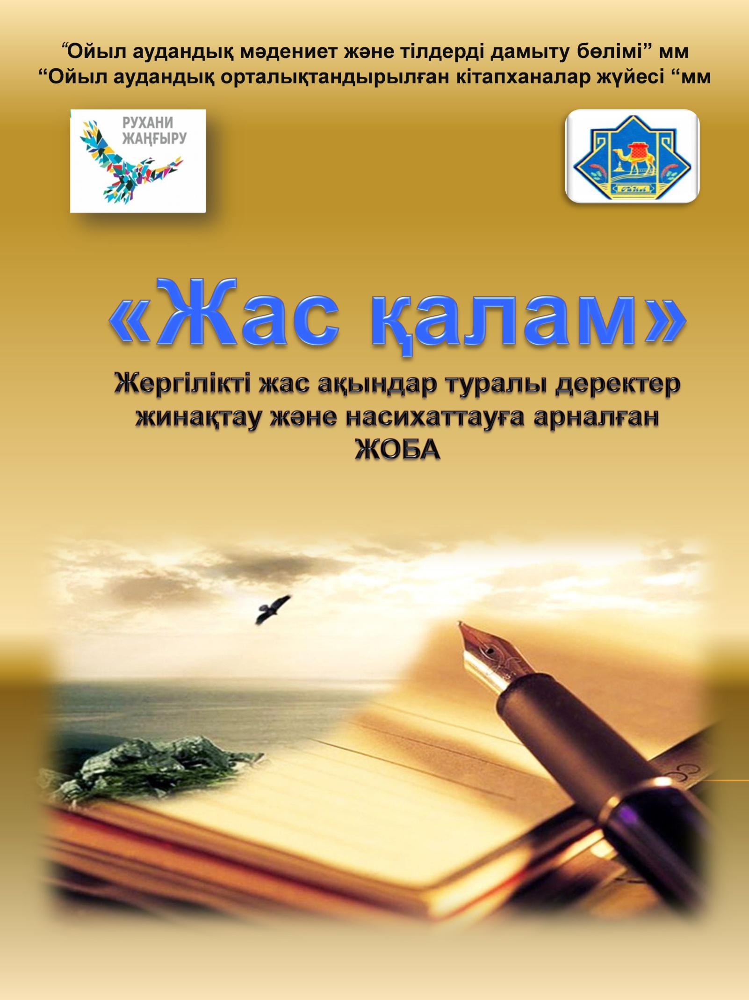 “Ойыл аудандық мәдениет және тілдерді дамыту бөлімі” мм
“Ойыл аудандық орталықтандырылған кітапханалар жүйесі “мм
РУХАНИ
ЖАҢҒЫРУ
«Жас қалам»
Жергілікті жас ақындар туралы деректер
жинақтау және насихаттауға арналған
ЖОБА